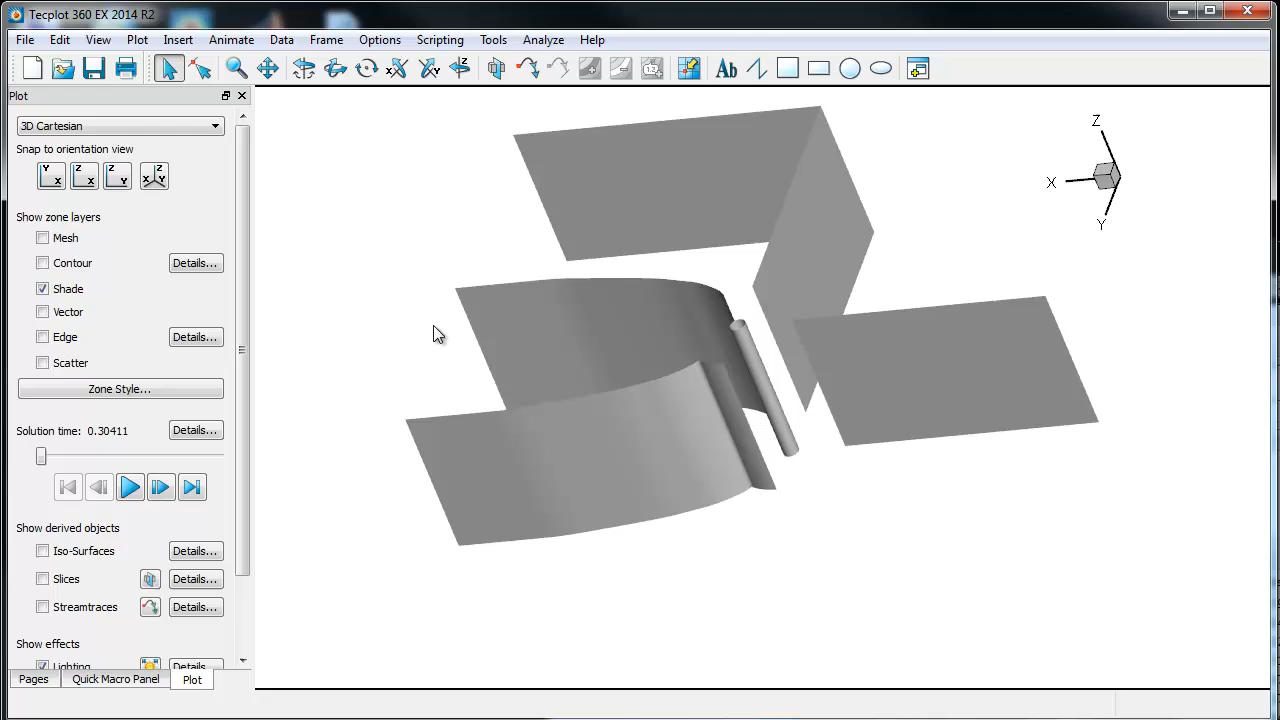 Tecplot 360 EX 2014 R2
File Edit View Plot Insert Animate Data Frame Options Scripting Tools Analyze Help
Ab
Plot
3D Cartesian
Snap to orientation view
Y X Z X Z Y Z X Y
Show zone layers
Mesh
Contour Details...
Shade
Vector
Edge Details...
Scatter
Zone Style...
Solution time: 0.30411 Details...
Show derived objects
Iso-Surfaces Details...
Slices Details...
Streamtraces Details...
Show effects
Lighting Details...
Pages Quick Macro Panel Plot
Z
X
Y